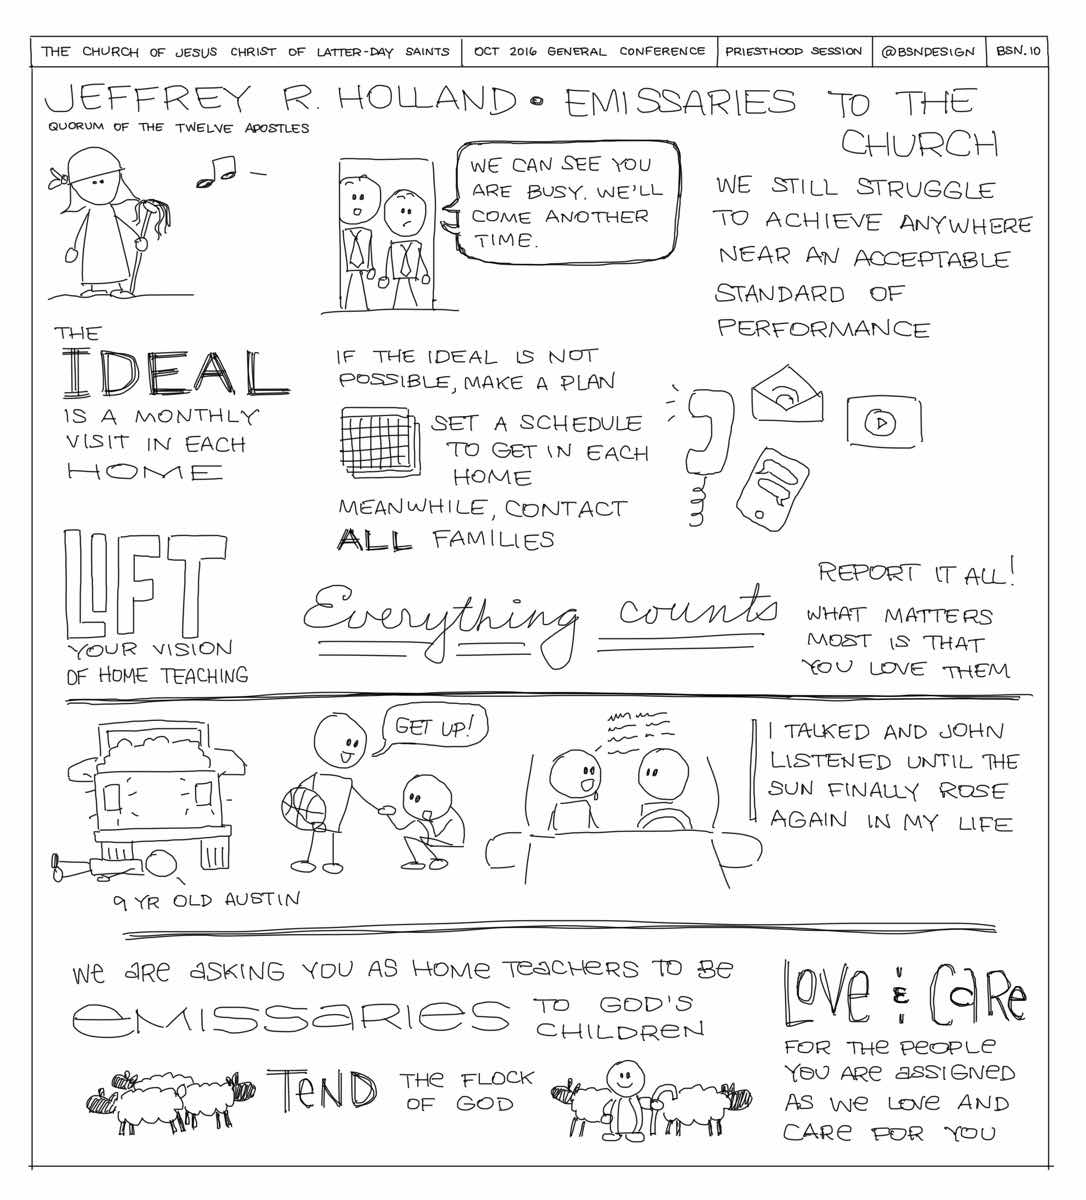 THE CHURCH OF JESUS CHRIST OF LATTER-DAY SAINTS
OCT 2016 GENERAL CONFERENCE
PRIESTHOOD SESSION
@BSNDESIGN
BSN.10
JEFFREY R. HOLLAND • EMISSARIES TO THE
CHURCH
QUORUM OF THE TWELVE APOSTLES
WE CAN SEE YOU
ARE BUSY. WE'LL
COME ANOTHER
TIME.
WE STILL STRUGGLE
TO ACHIEVE ANYWHERE
NEAR AN ACCEPTABLE
STANDARD OF
PERFORMANCE
THE
IDEAL
IS A MONTHLY
VISIT IN EACH
HOME
IF THE IDEAL IS NOT
POSSIBLE, MAKE A PLAN
SET A SCHEDULE
TO GET IN EACH
HOME
MEANWHILE, CONTACT
ALL FAMILIES
LIFT
YOUR VISION
OF HOME TEACHING
Everything counts
REPORT IT ALL!
WHAT MATTERS
MOST IS THAT
YOU LOVE THEM
9 YR OLD AUSTIN
GET UP!
I TALKED AND JOHN
LISTENED UNTIL THE
SUN FINALLY ROSE
AGAIN IN MY LIFE
WE ARE ASKING YOU AS HOME TEACHERS TO BE
EMISSARIES TO GOD'S
CHILDREN
TEND THE FLOCK
OF GOD
LOVE & CARE
FOR THE PEOPLE
YOU ARE ASSIGNED
AS WE LOVE AND
CARE FOR YOU